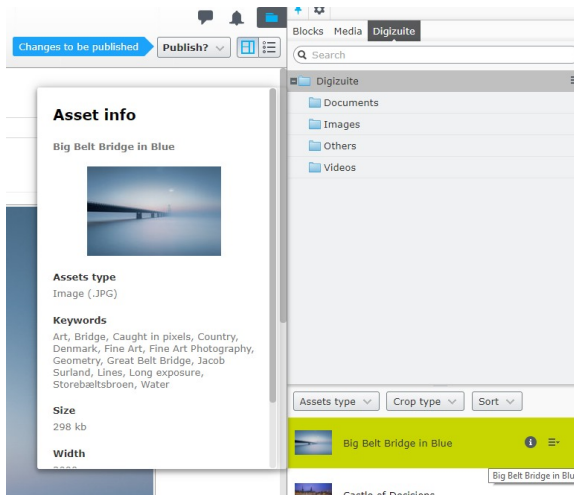 Changes to be published
Publish?
Blocks Media Digizuite
Search
Digizuite
Documents
Images
Others
Videos
Asset info
Big Belt Bridge in Blue
Assets type
Image (.JPG)
Keywords
Art, Bridge, Caught in pixels, Country,
Denmark, Fine Art, Fine Art Photography,
Geometry, Great Belt Bridge, Jacob
Surland, Lines, Long exposure,
Storebæltsbroen, Water
Size
298 kb
Width
Assets type Crop type Sort
Big Belt Bridge in Blue
Big Belt Bridge in Blu
Castle of Decisions